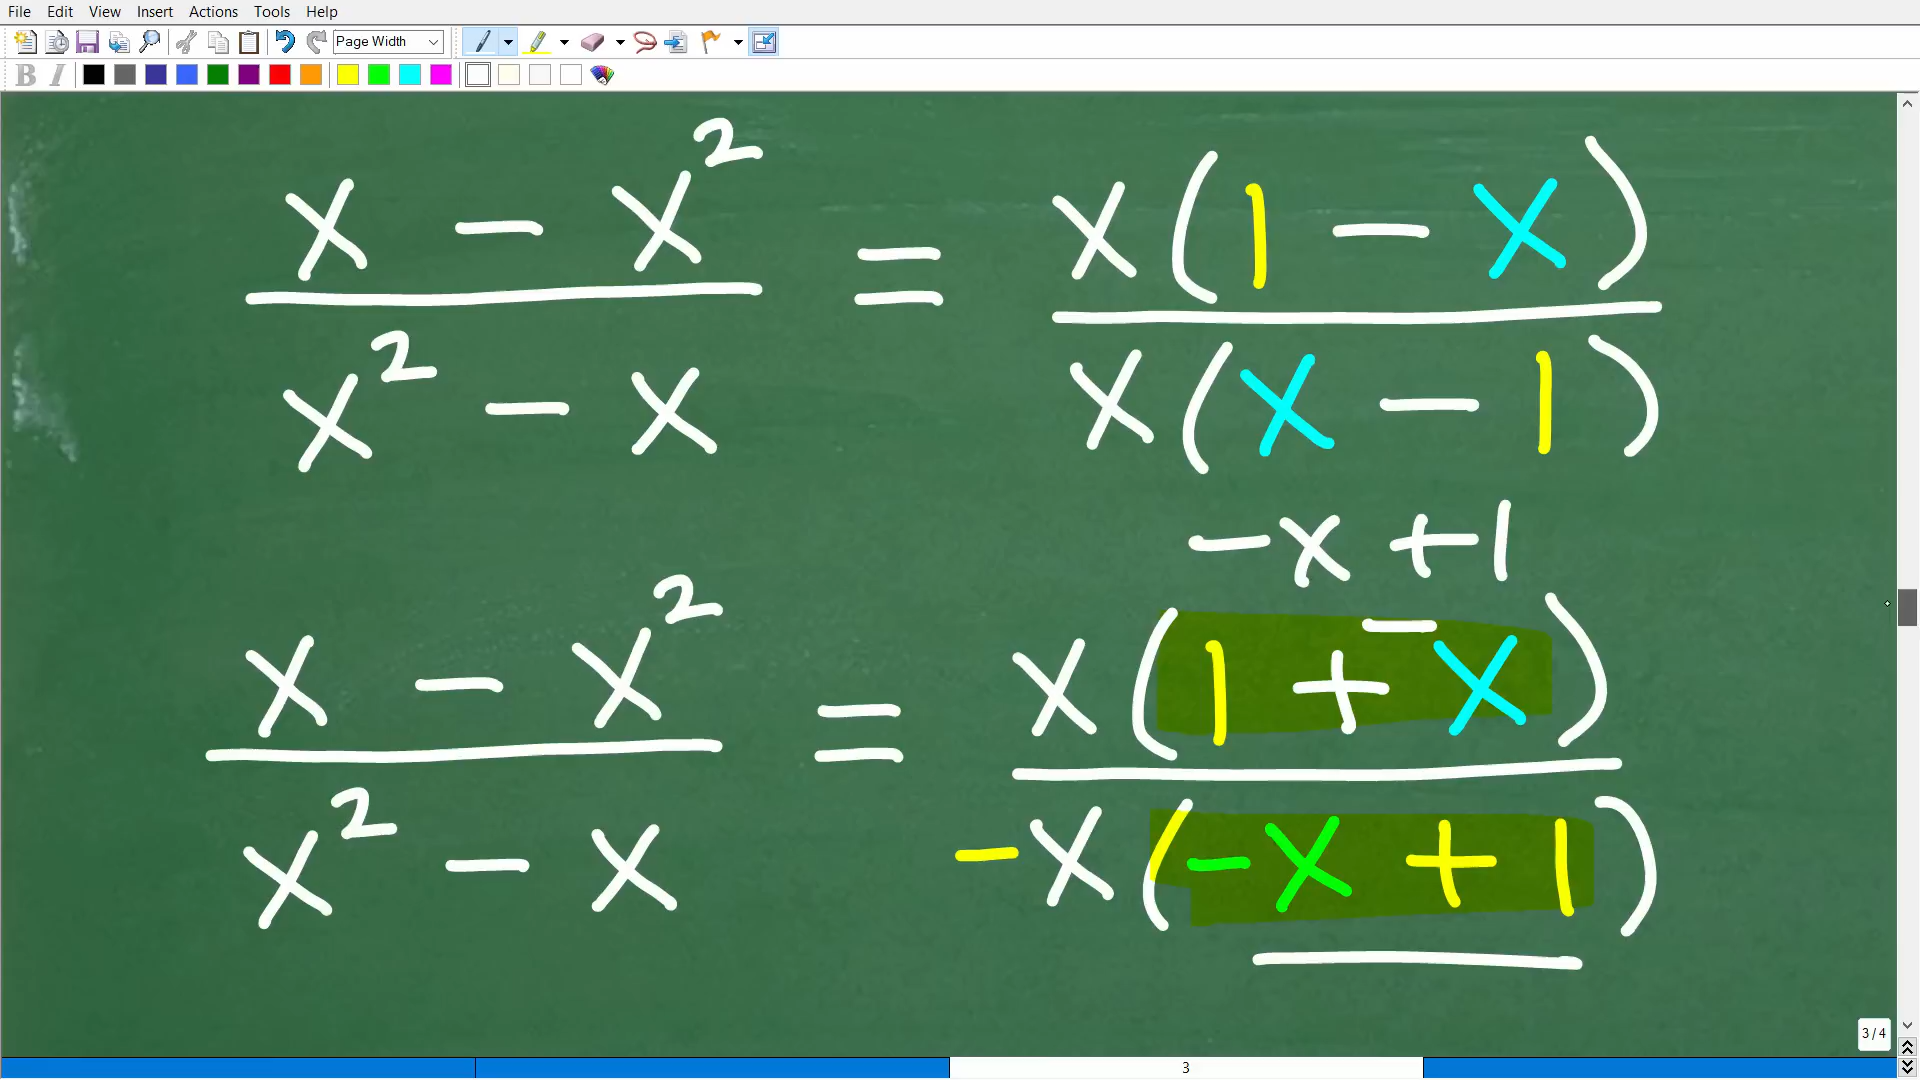 File Edit View Insert Actions Tools Help
Page Width
B I
x - x² = x(1 - x)
x² - x x(x - 1)
-x +1
x - x² = x(1 + -x)
x² - x -x(-x + 1)
3/4
3